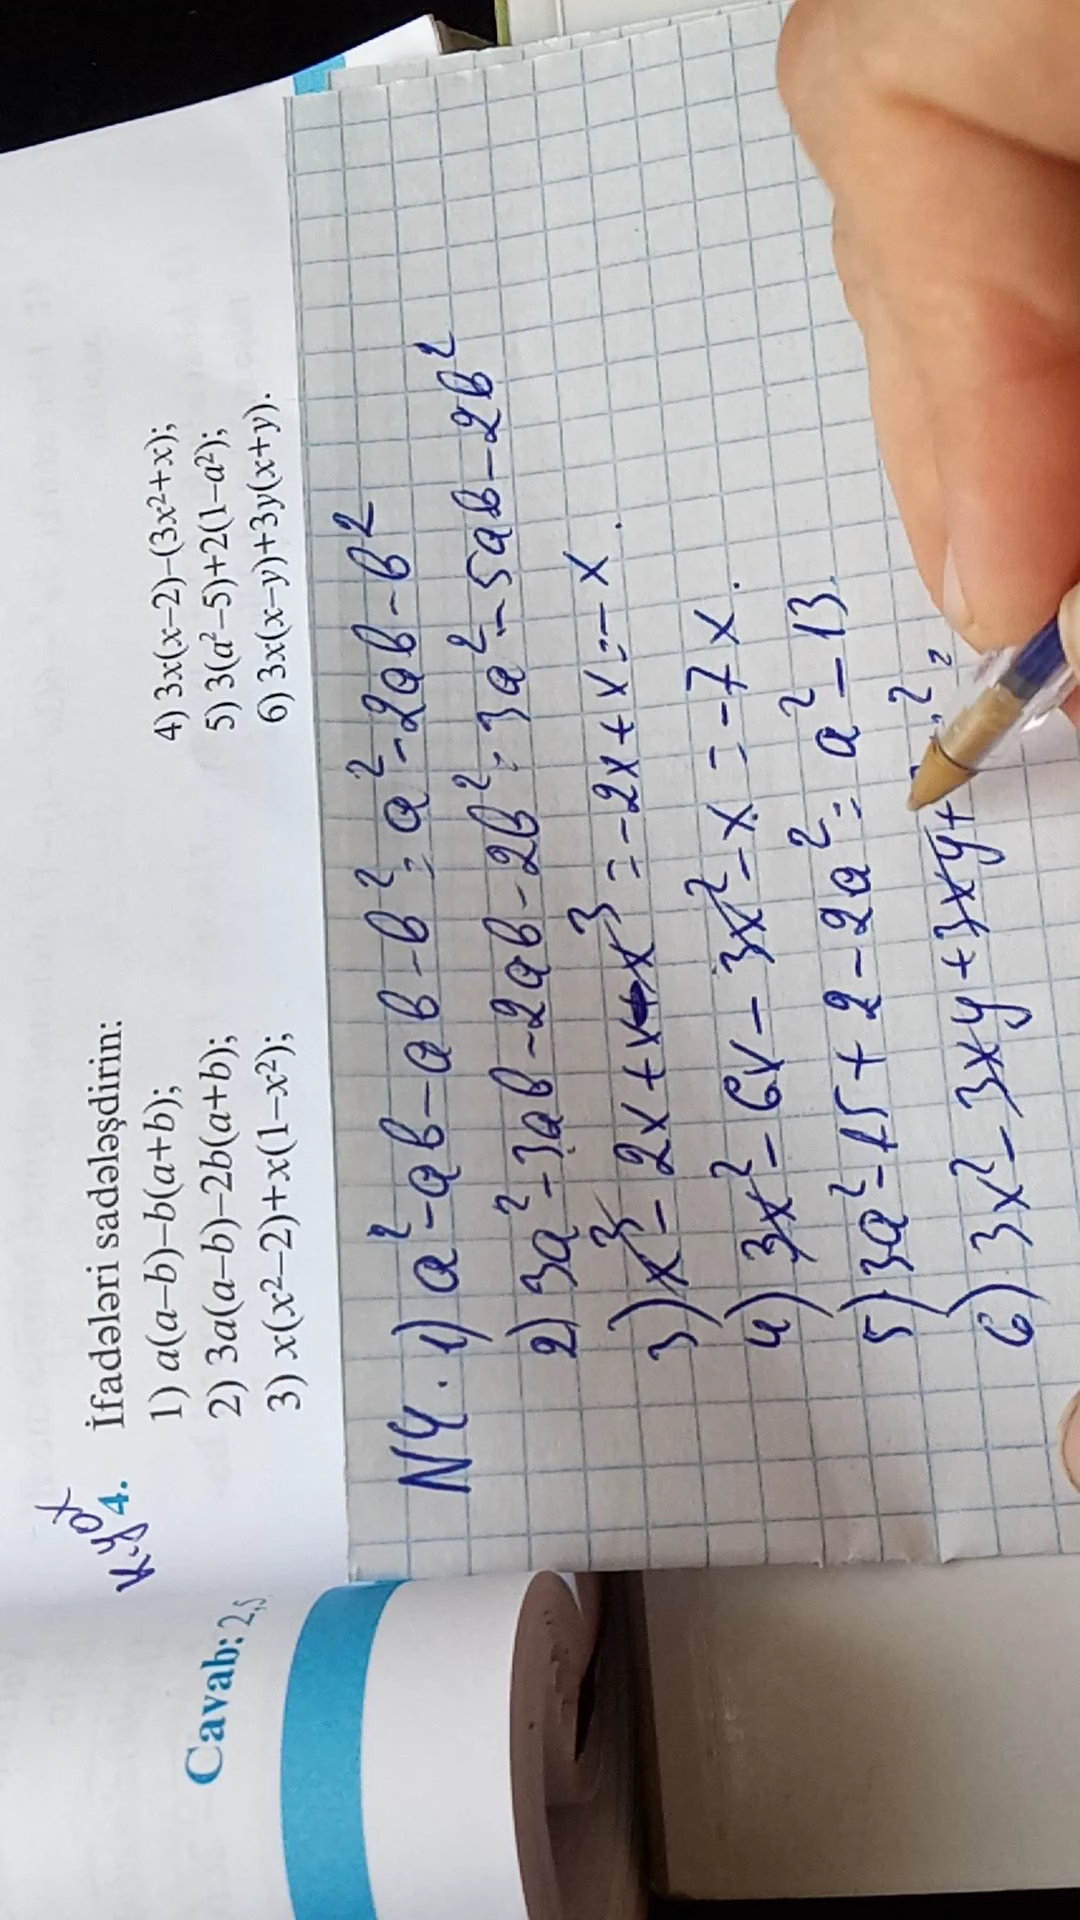 к-үох
4. İfadələri sadələşdirin:
1) a(a–b)–b(a+b);
2) 3a(a–b)–2b(a+b);
3) x(x²–2)+x(1–x²);
4) 3x(x–2)–(3x²+x);
5) 3(a²–5)+2(1–a²);
6) 3x(x–y)+3y(x+y).
Cavab: 2,5
N4. 1) a²-ab-ab-b²=a²-2ab-b²
2) 3a²-3ab-2ab-2b²=3a²-5ab-2b²
3) x³-2x+x-x³=-2x+x=-x.
4) 3x²-6x-3x²-x=-7x.
5) 3a²-15+2-2a²=a²-13.
6) 3x²-3xy+3xy+